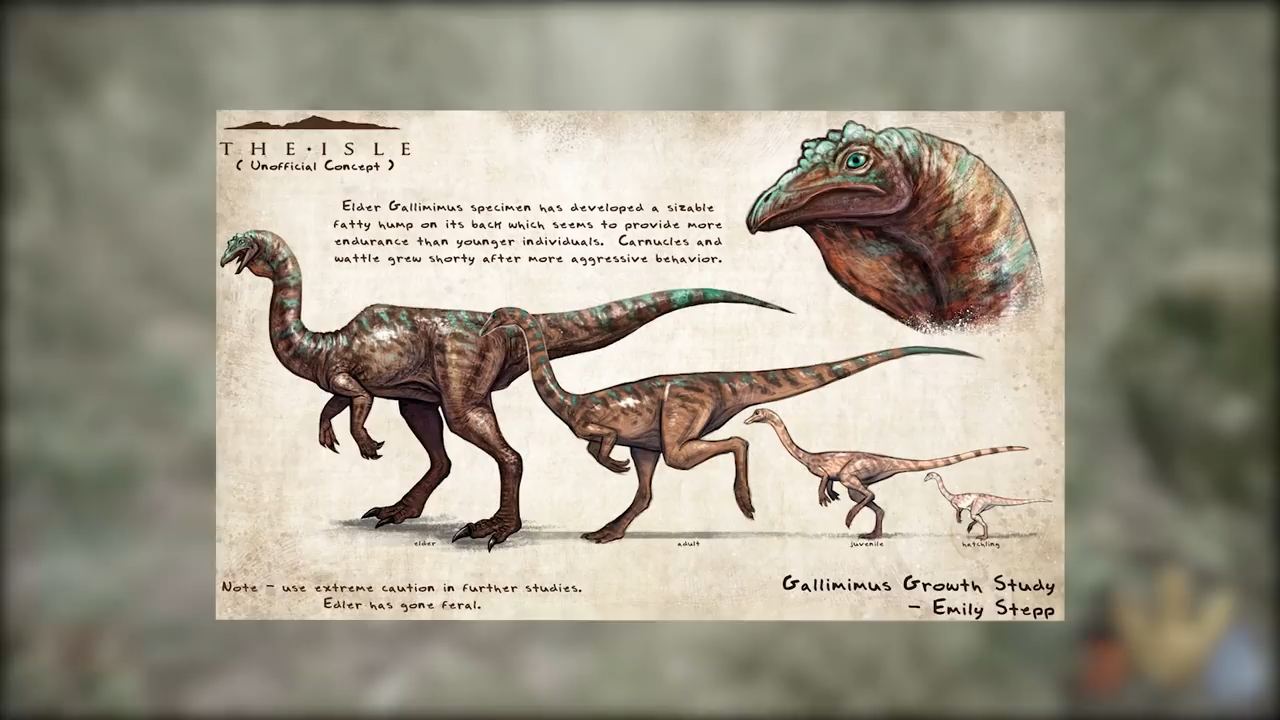 THE·ISLE
( Unofficial Concept )
Elder Gallimimus specimen has developed a sizable
fatty hump on its back which seems to provide more
endurance than younger individuals. Carnucles and
wattle grew shorty after more aggressive behavior.
elder
adult
juvenile
hatchling
Note - use extreme caution in further studies.
Edler has gone feral.
Gallimimus Growth Study
- Emily Stepp